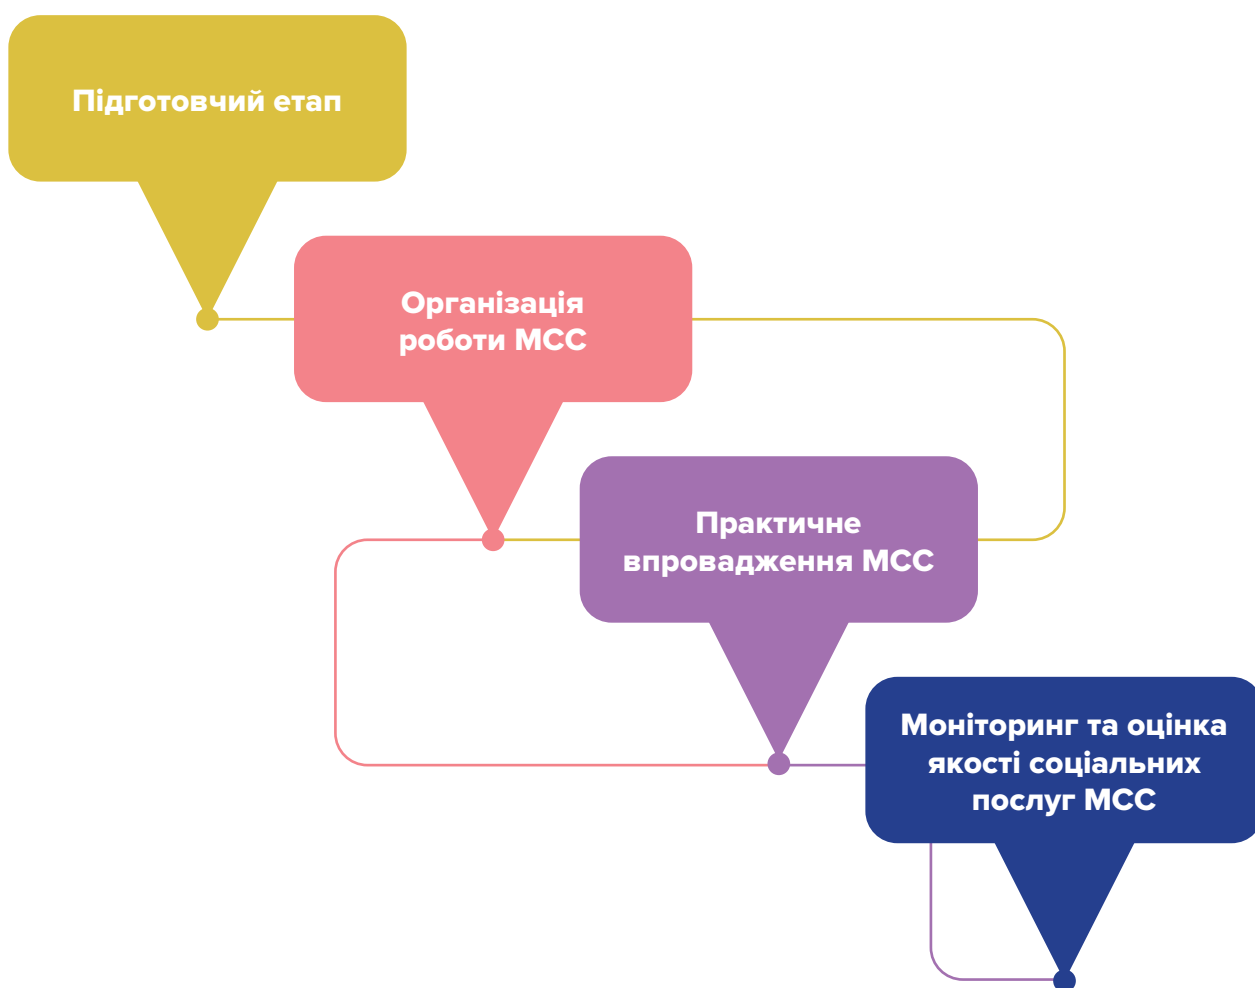 Підготовчий етап
Організація
роботи МСС
Практичне
впровадження МСС
Моніторинг та оцінка
якості соціальних
послуг МСС